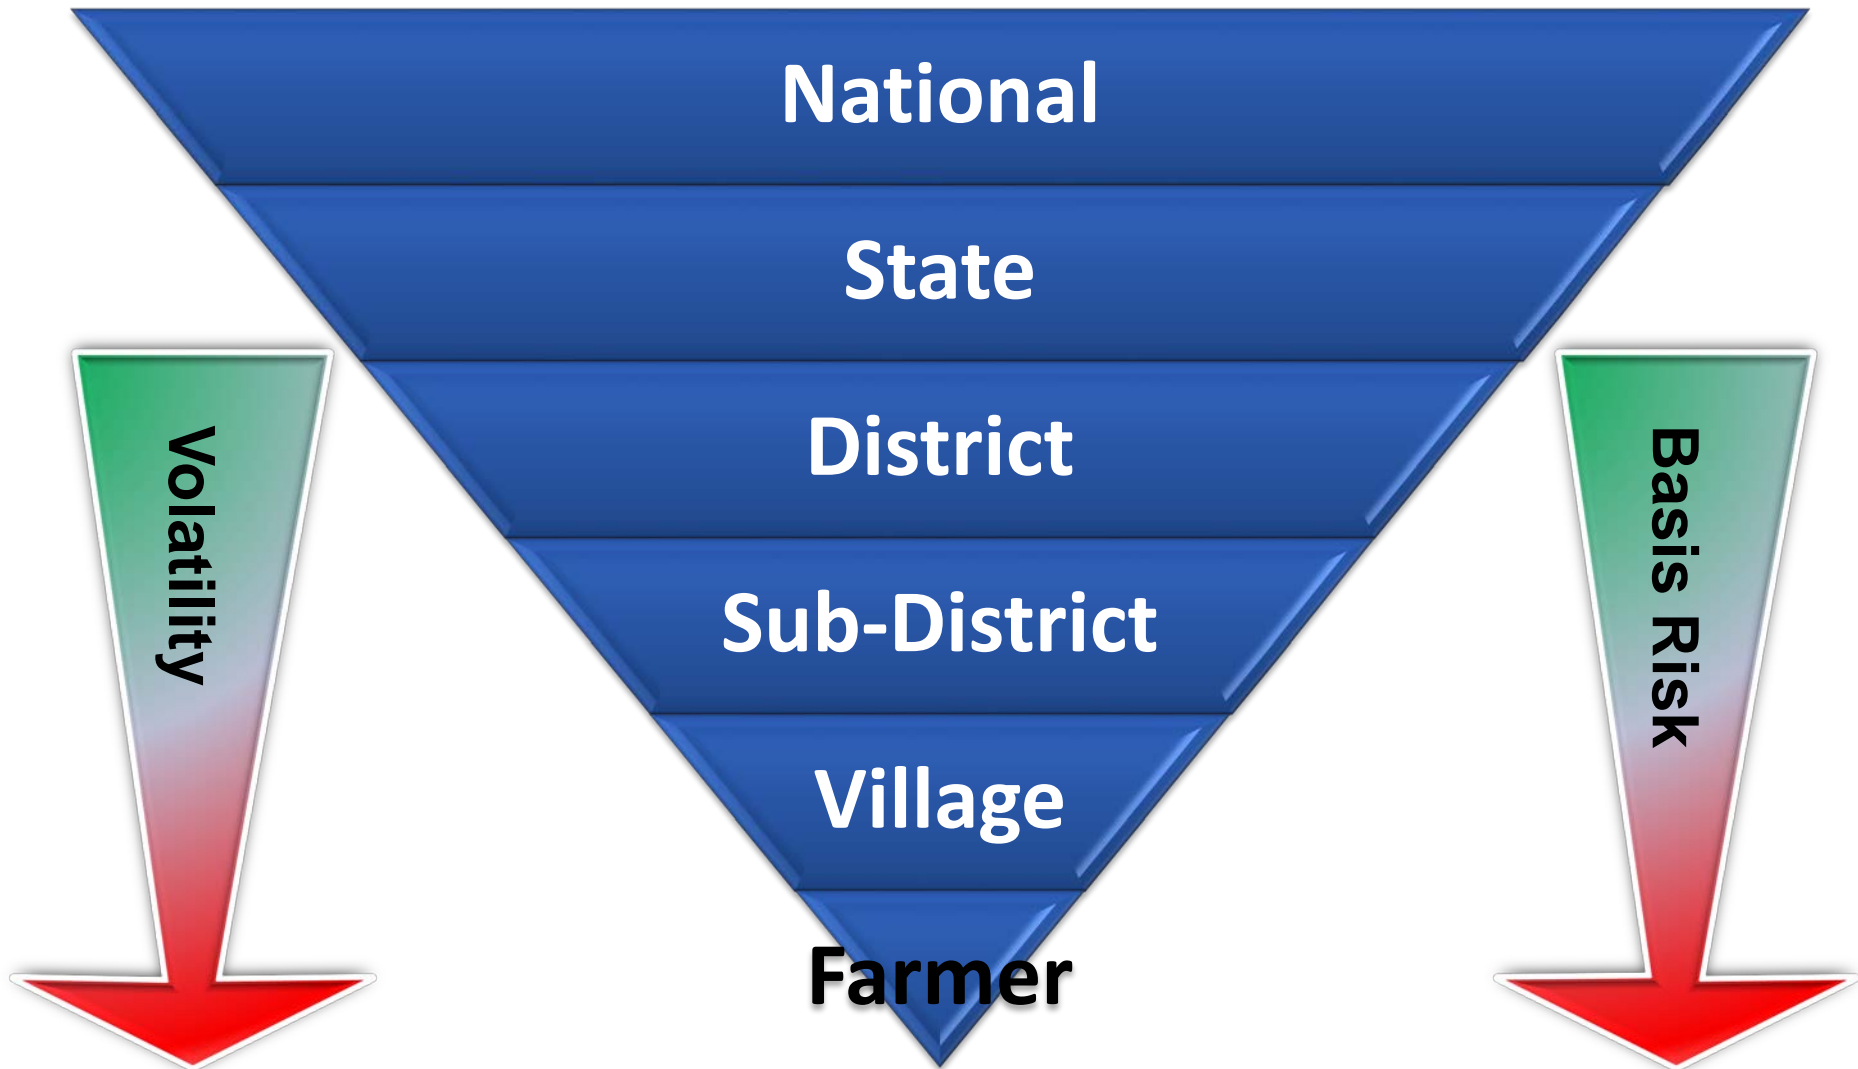 National
State
District
Sub-District
Village
Farmer
Volatility
Basis Risk